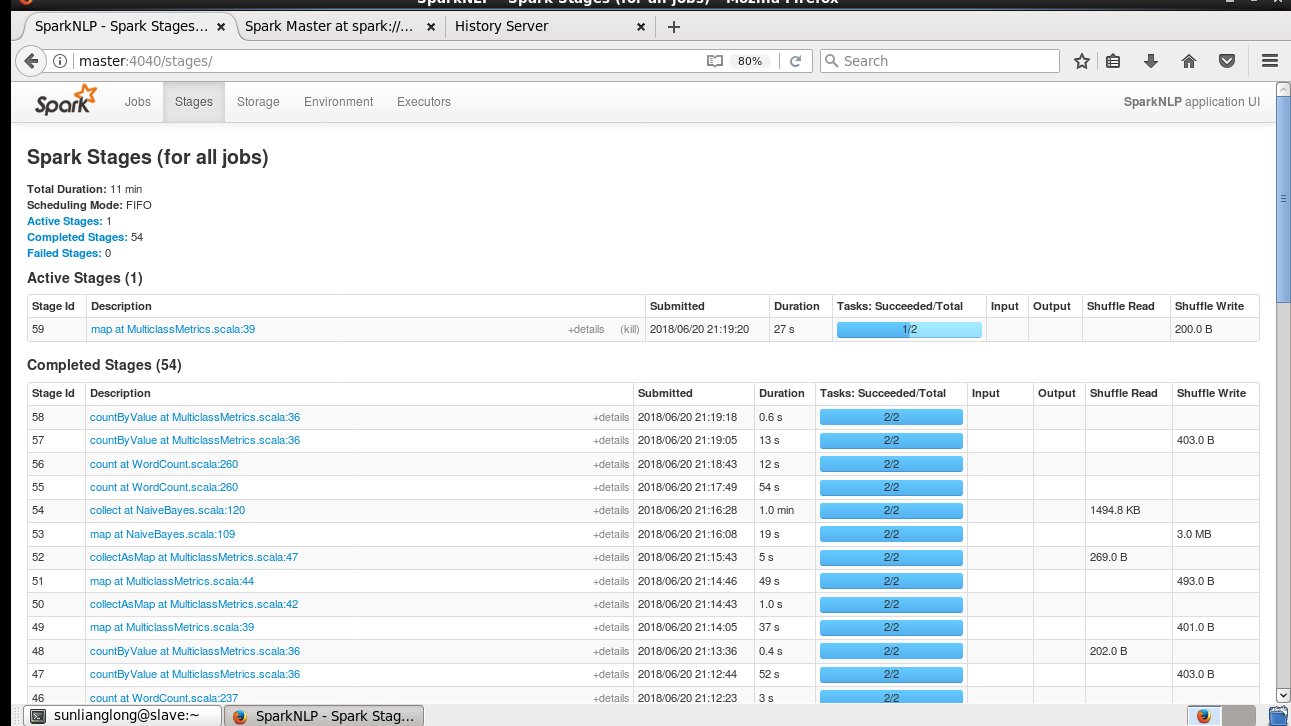 SparkNLP - Spark Stages (for all jobs) - Mozilla Firefox
SparkNLP - Spark Stages... × Spark Master at spark://... × History Server × +
master:4040/stages/ 80% Search
Spark Jobs Stages Storage Environment Executors SparkNLP application UI
Spark Stages (for all jobs)
Total Duration: 11 min
Scheduling Mode: FIFO
Active Stages: 1
Completed Stages: 54
Failed Stages: 0
Active Stages (1)
Stage Id Description Submitted Duration Tasks: Succeeded/Total Input Output Shuffle Read Shuffle Write
59 map at MulticlassMetrics.scala:39 +details (kill) 2018/06/20 21:19:20 27 s 1/2 200.0 B
Completed Stages (54)
Stage Id Description Submitted Duration Tasks: Succeeded/Total Input Output Shuffle Read Shuffle Write
58 countByValue at MulticlassMetrics.scala:36 +details 2018/06/20 21:19:18 0.6 s 2/2
57 countByValue at MulticlassMetrics.scala:36 +details 2018/06/20 21:19:05 13 s 2/2 403.0 B
56 count at WordCount.scala:260 +details 2018/06/20 21:18:43 12 s 2/2
55 count at WordCount.scala:260 +details 2018/06/20 21:17:49 54 s 2/2
54 collect at NaiveBayes.scala:120 +details 2018/06/20 21:16:28 1.0 min 2/2 1494.8 KB
53 map at NaiveBayes.scala:109 +details 2018/06/20 21:16:08 19 s 2/2 3.0 MB
52 collectAsMap at MulticlassMetrics.scala:47 +details 2018/06/20 21:15:43 5 s 2/2 269.0 B
51 map at MulticlassMetrics.scala:44 +details 2018/06/20 21:14:46 49 s 2/2 493.0 B
50 collectAsMap at MulticlassMetrics.scala:42 +details 2018/06/20 21:14:43 1.0 s 2/2
49 map at MulticlassMetrics.scala:39 +details 2018/06/20 21:14:05 37 s 2/2 401.0 B
48 countByValue at MulticlassMetrics.scala:36 +details 2018/06/20 21:13:36 0.4 s 2/2 202.0 B
47 countByValue at MulticlassMetrics.scala:36 +details 2018/06/20 21:12:44 52 s 2/2 403.0 B
46 count at WordCount.scala:237 +details 2018/06/20 21:12:23 3 s 2/2
sunlianglong@slave:~ SparkNLP - Spark Stag...